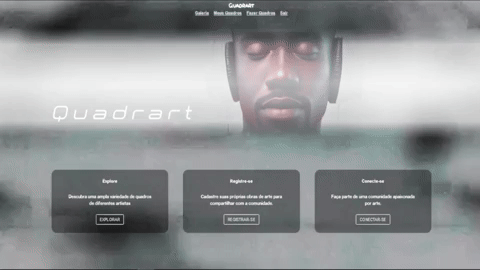 Quadrart
Galeria Meus Quadros Fazer Quadros Sair
Quadrart
Explore
Descubra uma ampla variedade de quadros
de diferentes artistas
EXPLORAR
Registre-se
Cadastre suas próprias obras de arte para
compartilhar com a comunidade.
REGISTRAR-SE
Conecte-se
Faça parte de uma comunidade apaixonada
por arte.
CONECTAR-SE